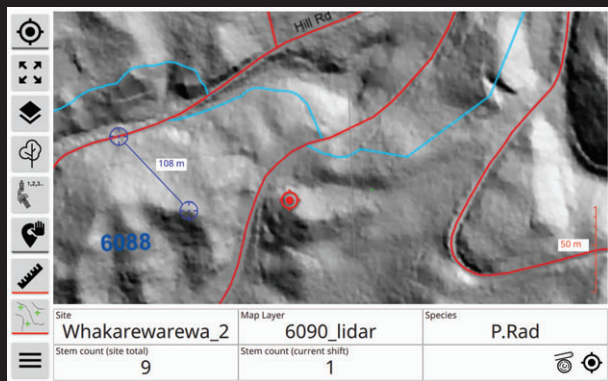 Hill Rd
1,2,3..
108 m
6088
50 m
Site
Whakarewarewa_2
Map Layer
6090_lidar
Species
P.Rad
Stem count (site total)
9
Stem count (current shift)
1